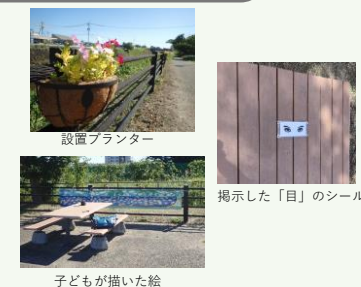 設置プランター
掲示した「目」のシール
子どもが描いた絵